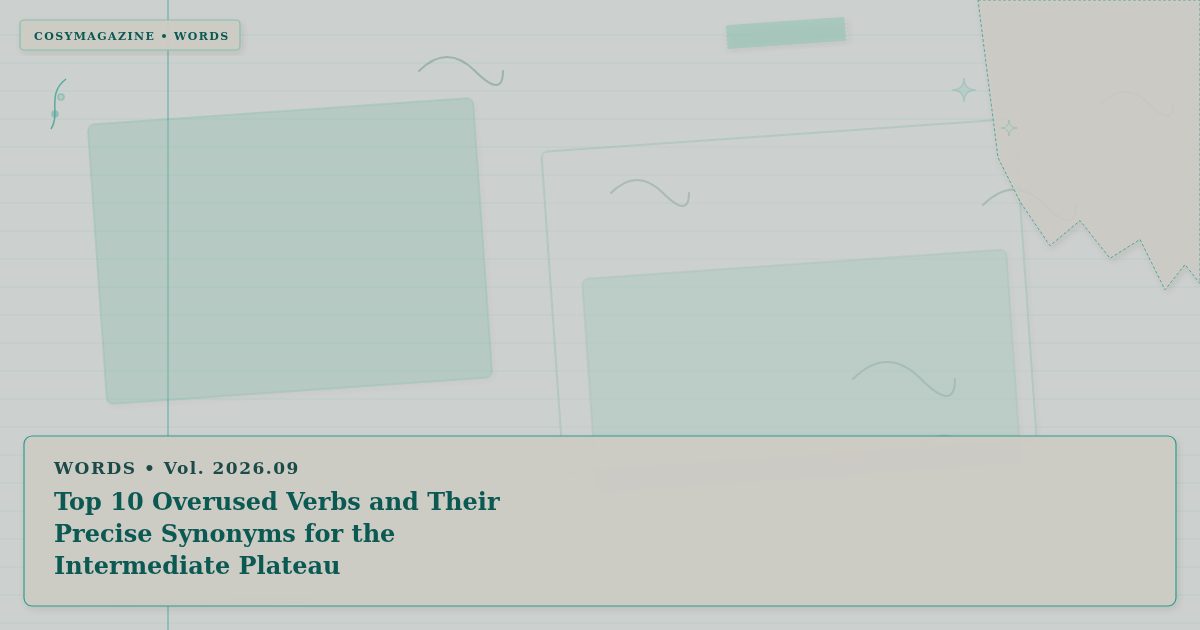 COSYMAGAZINE • WORDS
WORDS • Vol. 2026.09
Top 10 Overused Verbs and Their
Precise Synonyms for the
Intermediate Plateau